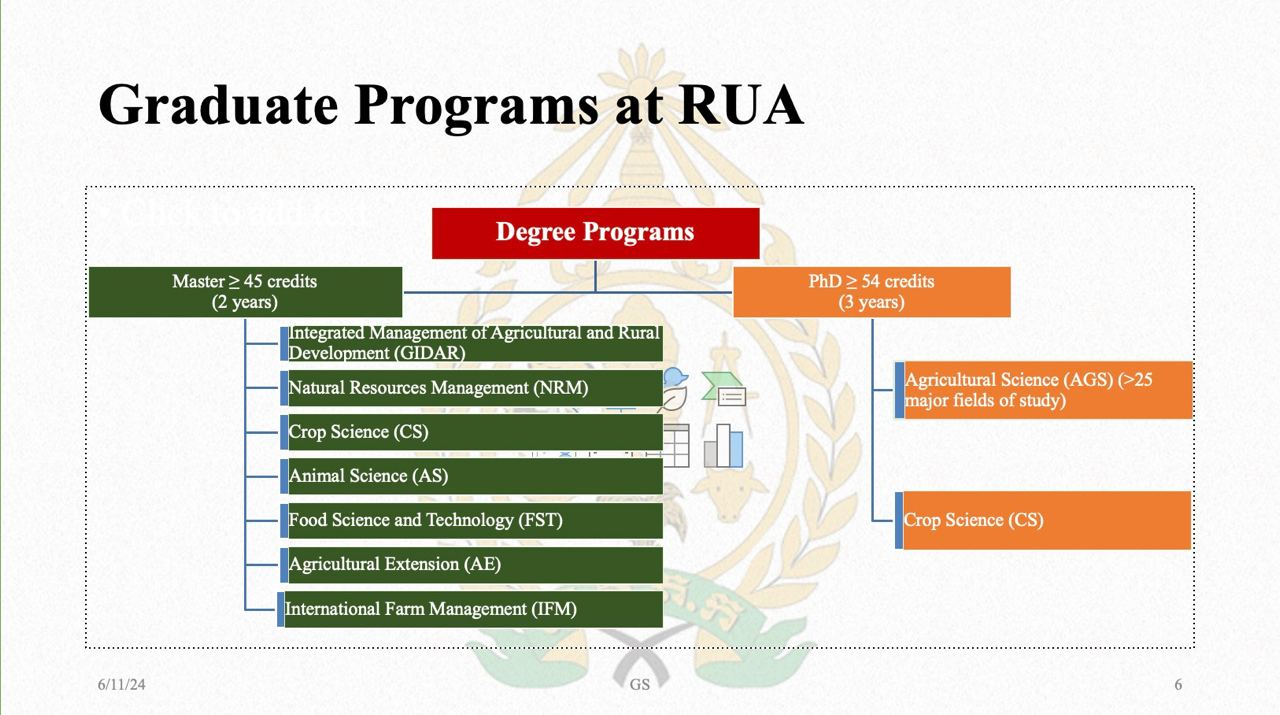 Graduate Programs at RUA
Degree Programs
Master ≥ 45 credits
(2 years)
Integrated Management of Agricultural and Rural
Development (GIDAR)
Natural Resources Management (NRM)
Crop Science (CS)
Animal Science (AS)
Food Science and Technology (FST)
Agricultural Extension (AE)
International Farm Management (IFM)
PhD ≥ 54 credits
(3 years)
Agricultural Science (AGS) (>25
major fields of study)
Crop Science (CS)
6/11/24
GS
6